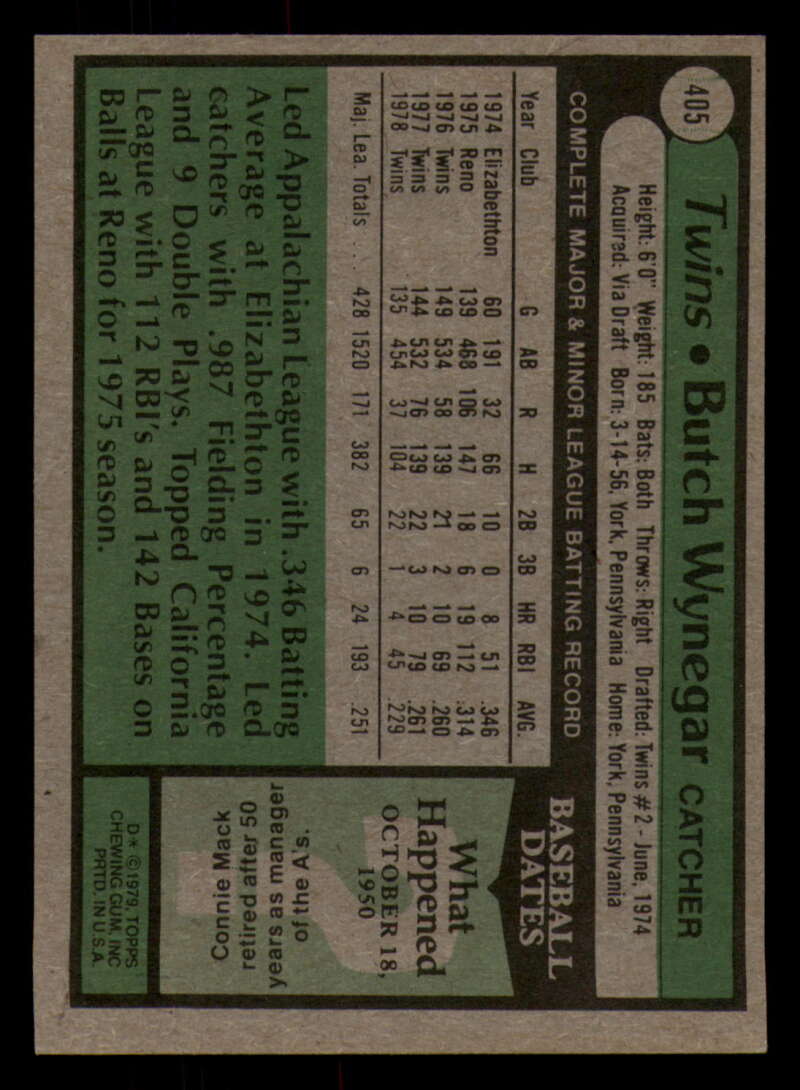 405
Twins • Butch Wynegar CATCHER
Height: 6'0" Weight: 185 Bats: Both Throws: Right Drafted: Twins #2 - June, 1974
Acquired: Via Draft Born: 3-14-56, York, Pennsylvania Home: York, Pennsylvania
COMPLETE MAJOR & MINOR LEAGUE BATTING RECORD
Year Club G AB R H 2B 3B HR RBI AVG.
1974 Elizabethton 60 191 32 66 10 0 8 51 .346
1975 Reno 139 468 106 147 18 6 19 112 .314
1976 Twins 149 534 58 139 21 2 10 69 .260
1977 Twins 144 532 76 139 22 3 10 79 .261
1978 Twins 135 454 37 104 22 1 4 45 .229
Maj. Lea. Totals . . . . 428 1520 171 382 65 6 24 193 .251
Led Appalachian League with .346 Batting
Average at Elizabethton in 1974. Led
catchers with .987 Fielding Percentage
and 9 Double Plays. Topped California
League with 112 RBI's and 142 Bases on
Balls at Reno for 1975 season.
BASEBALL
DATES
What
Happened
OCTOBER 18,
1950
Connie Mack
retired after 50
years as manager
of the A's.
D* ©1979, TOPPS
CHEWING GUM, INC
PRTD. IN U.S.A.